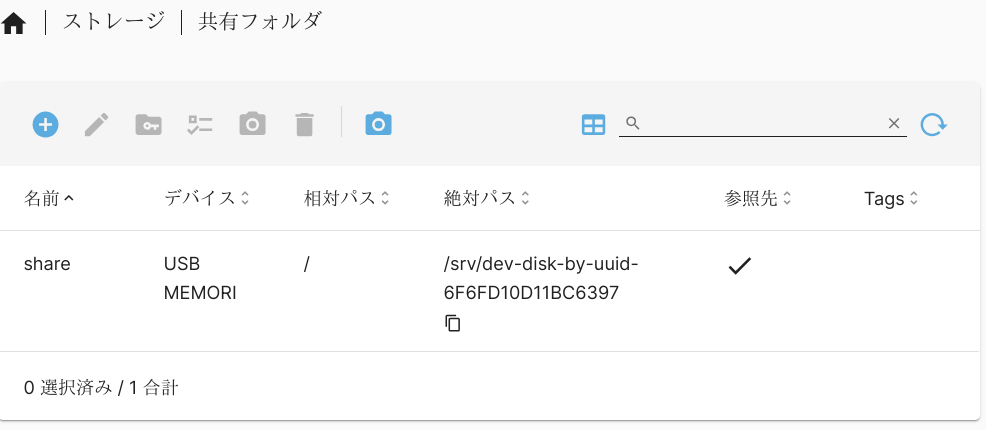 ストレージ 共有フォルダ
名前 デバイス 相対パス 絶対パス 参照先 Tags
share USB MEMORI / /srv/dev-disk-by-uuid-6F6FD10D11BC6397
0 選択済み / 1 合計